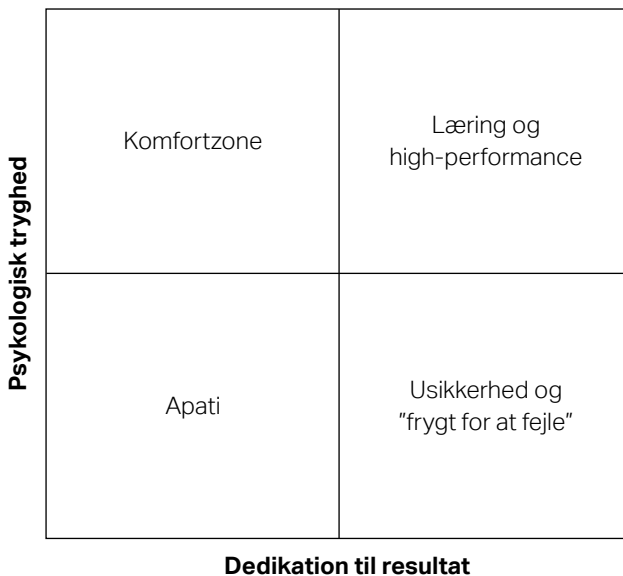 Psykologisk tryghed
Komfortzone
Læring og
high-performance
Apati
Usikkerhed og
”frygt for at fejle”
Dedikation til resultat